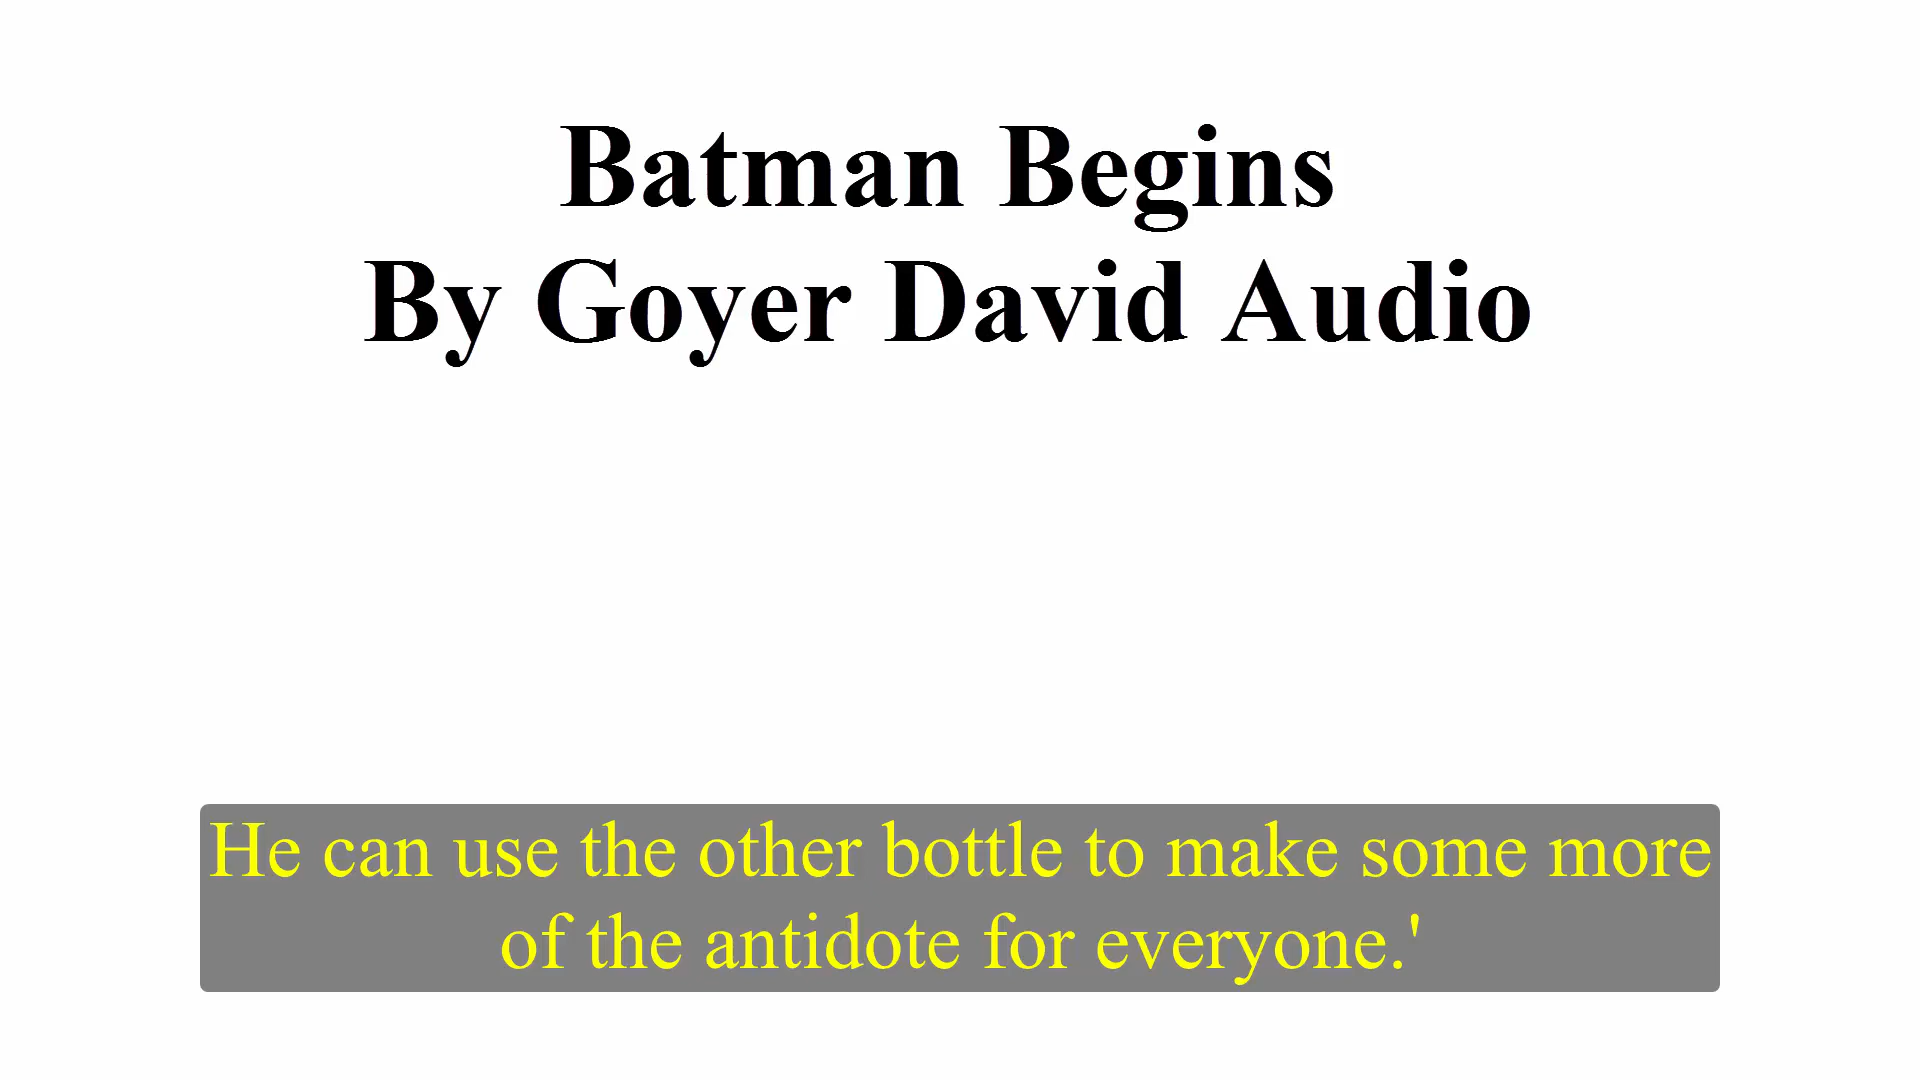 Batman Begins
By Goyer David Audio
He can use the other bottle to make some more
of the antidote for everyone.'